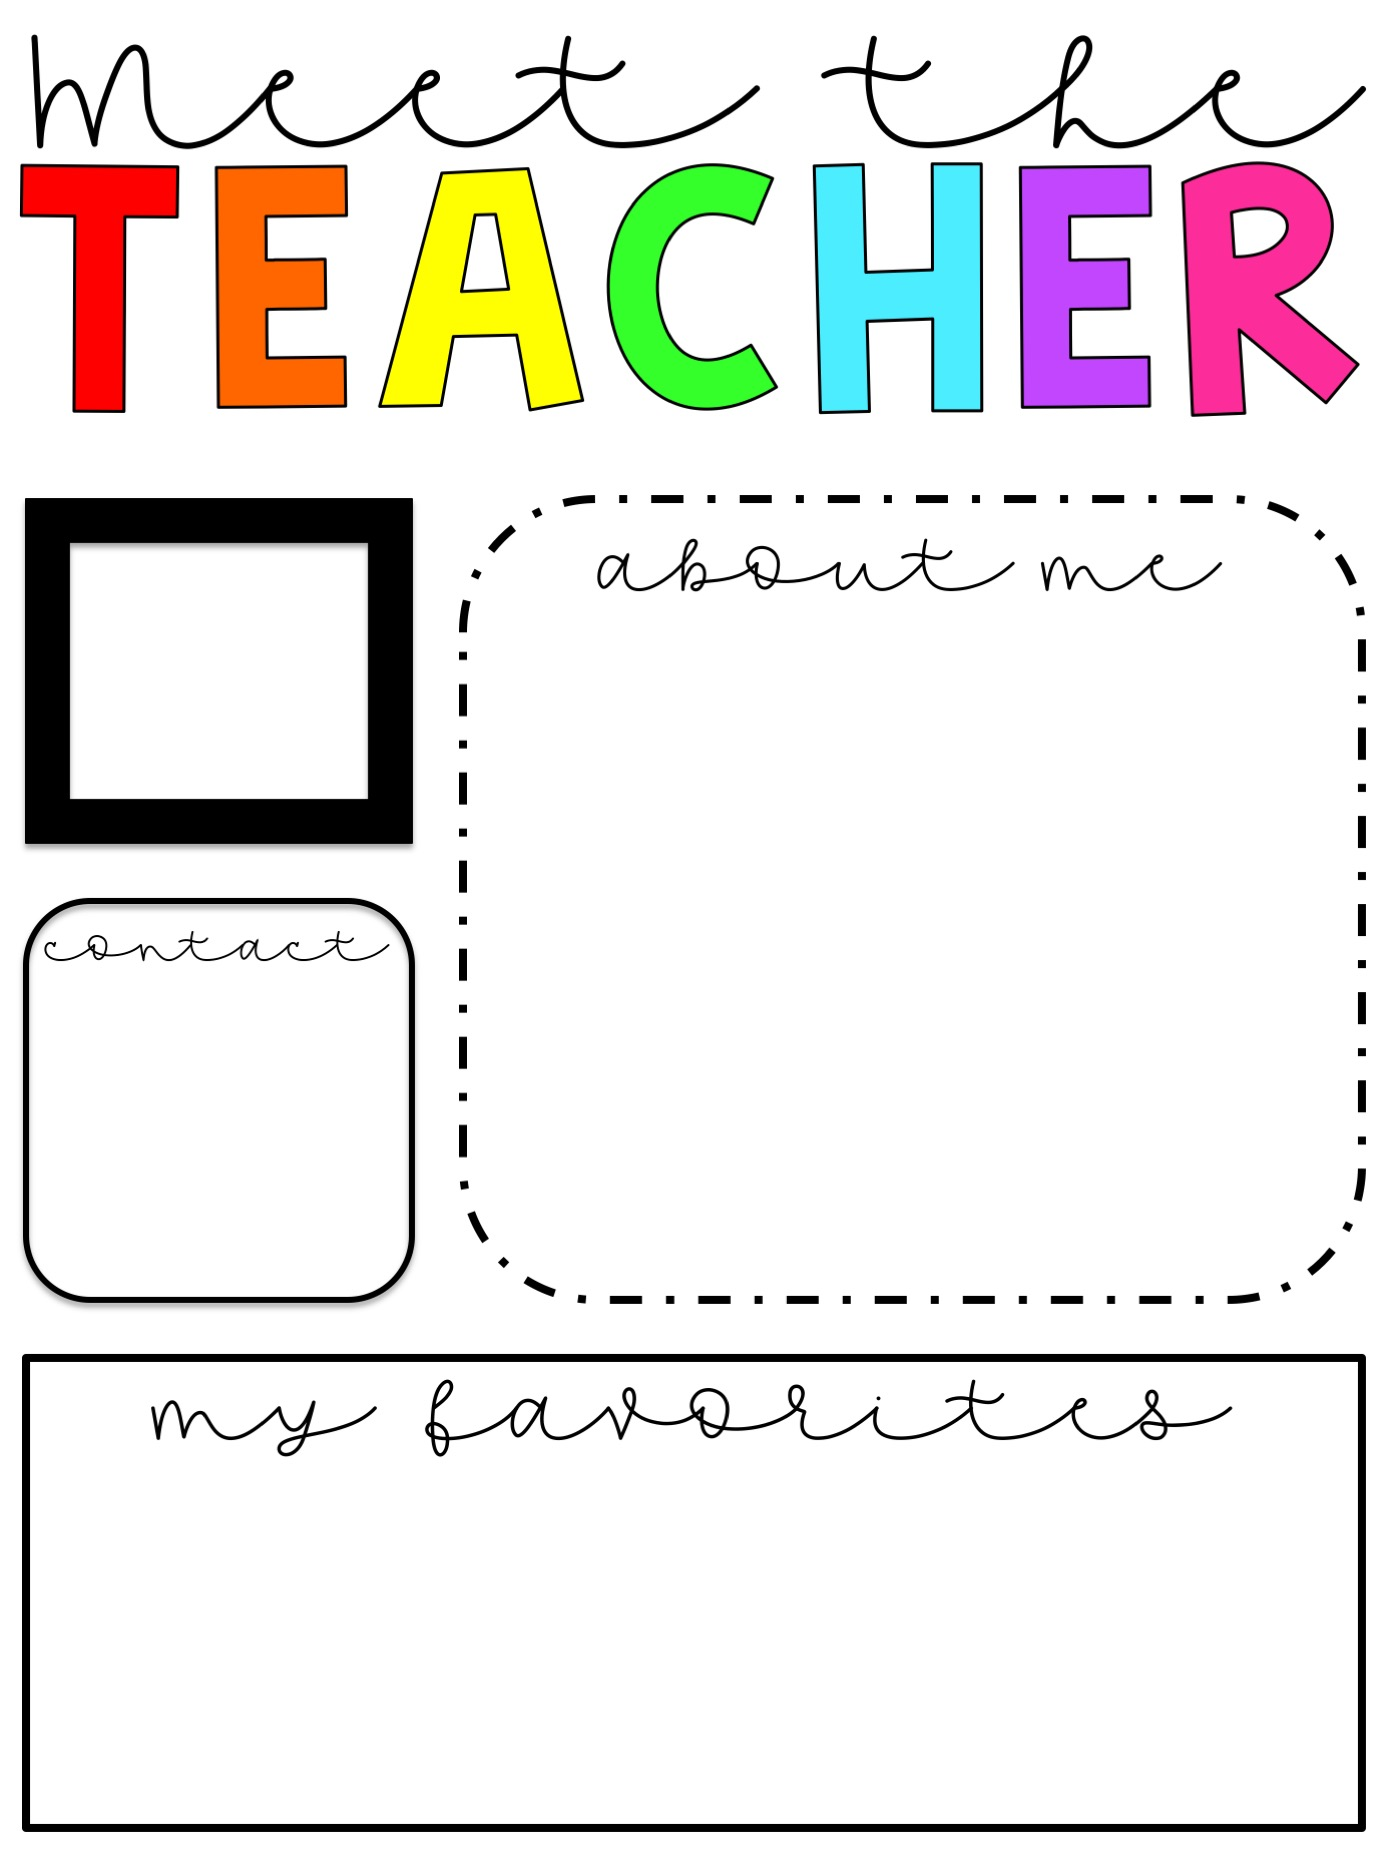 Meet the
TEACHER
about me
contact
my favorites